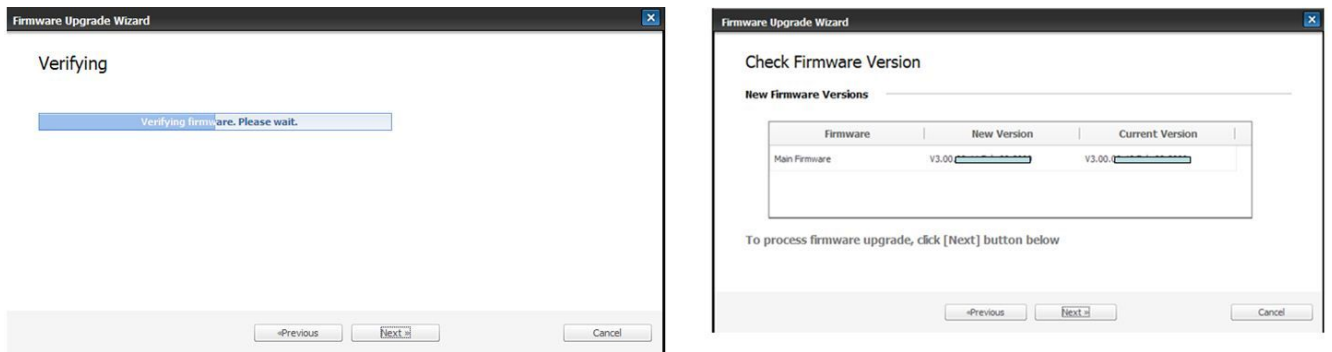 Firmware Upgrade Wizard
Verifying
Verifying firmware. Please wait.
«Previous
Next »
Cancel
Firmware Upgrade Wizard
Check Firmware Version
New Firmware Versions
Firmware New Version Current Version
Main Firmware V3.00. V3.00.
To process firmware upgrade, click [Next] button below
«Previous
Next »
Cancel